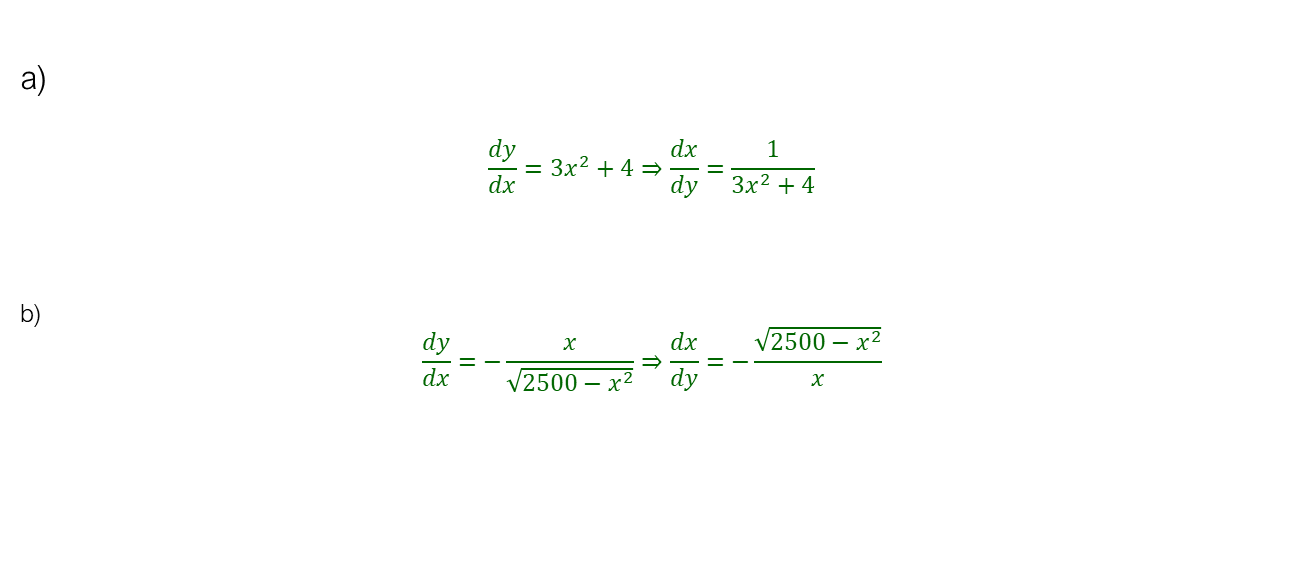 a)
dy/dx = 3x² + 4 ⇒ dx/dy = 1/(3x² + 4)
b)
dy/dx = − x/√(2500 − x²) ⇒ dx/dy = − √(2500 − x²)/x